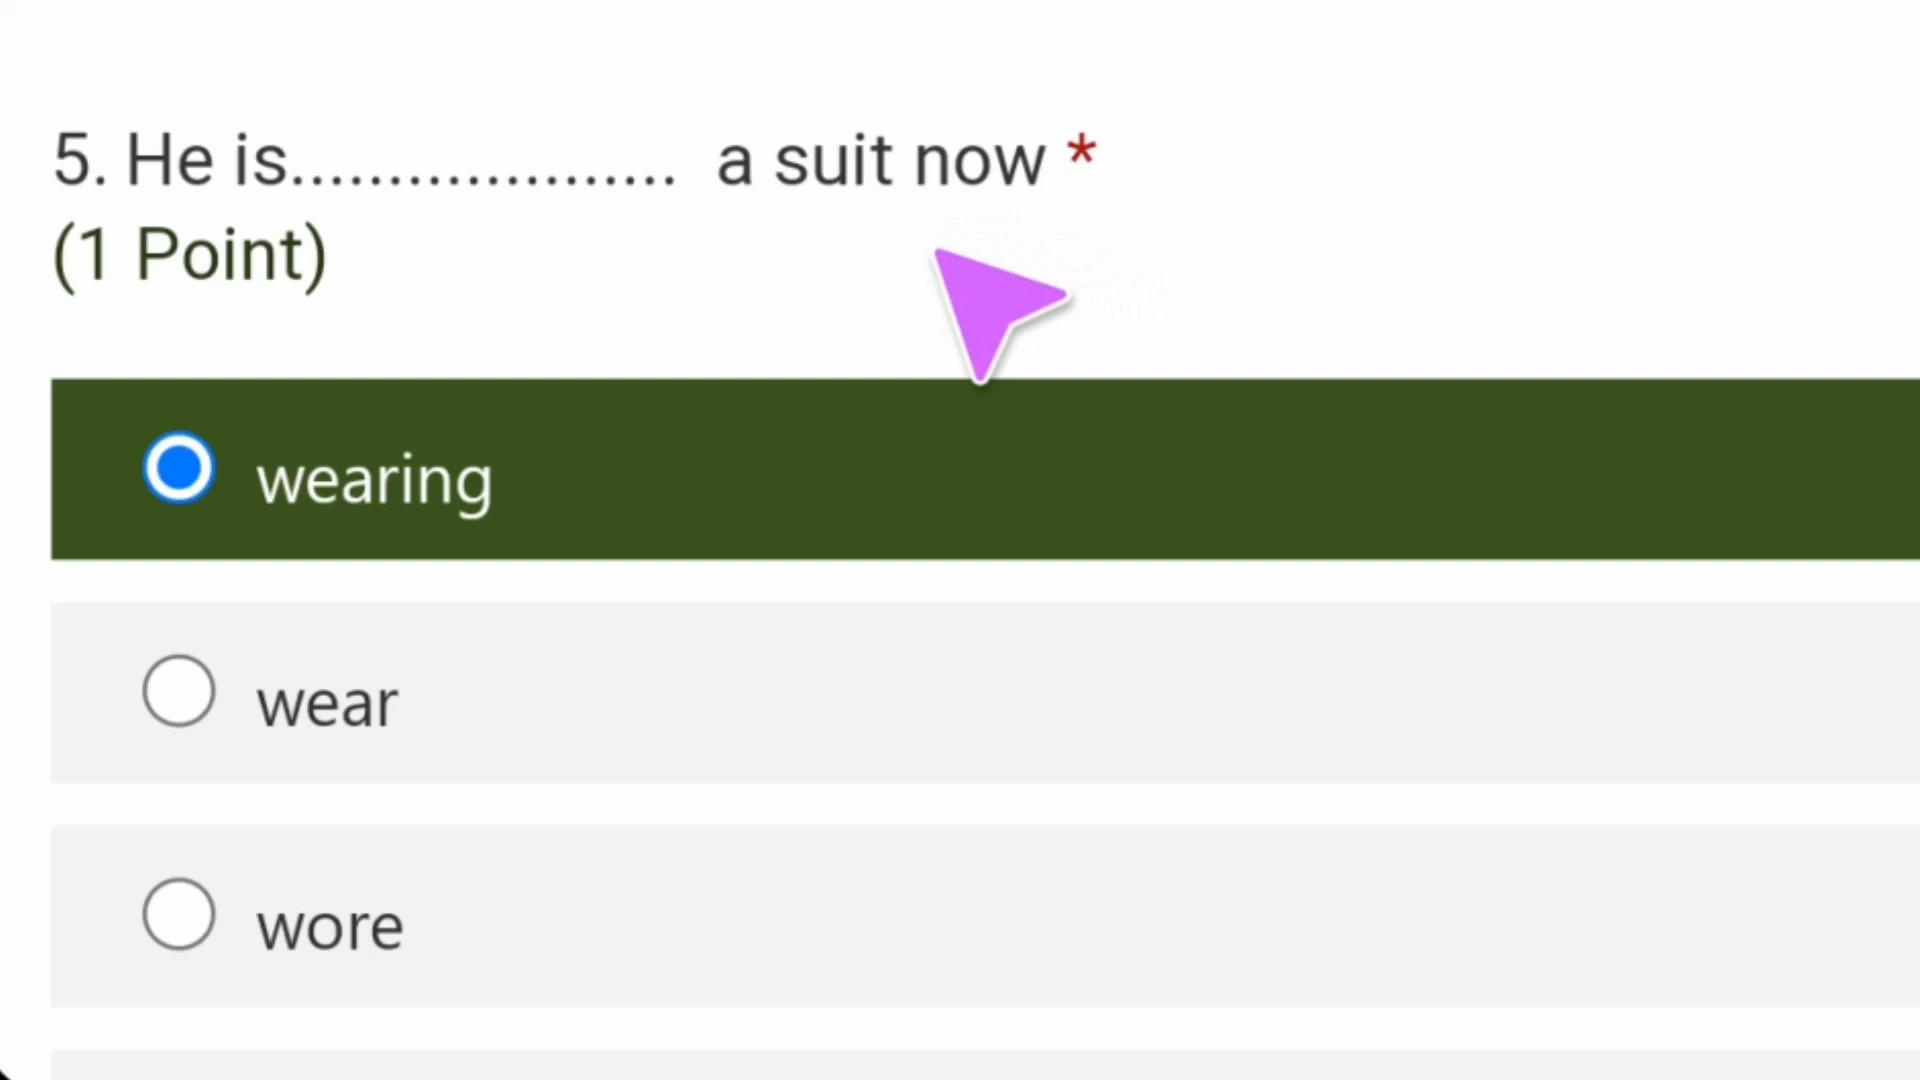 5. He is................... a suit now *
(1 Point)
wearing
wear
wore